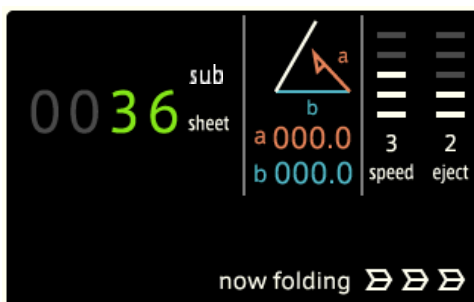 0036 sub sheet
a
b
a 000.0
b 000.0
3 2
speed eject
now folding